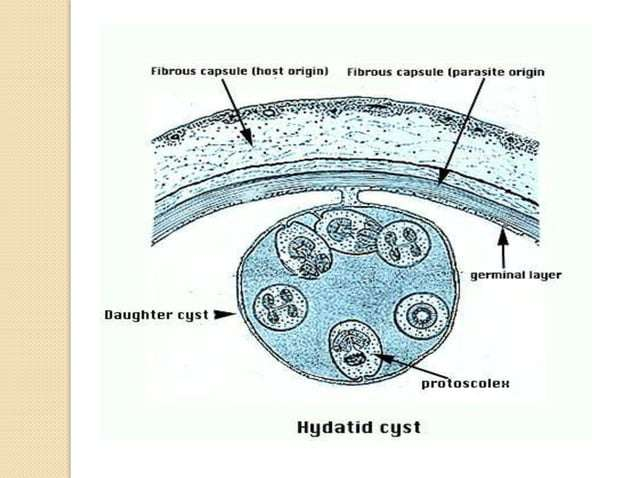 Fibrous capsule (host origin) Fibrous capsule (parasite origin
germinal layer
Daughter cyst
protoscolex
Hydatid cyst